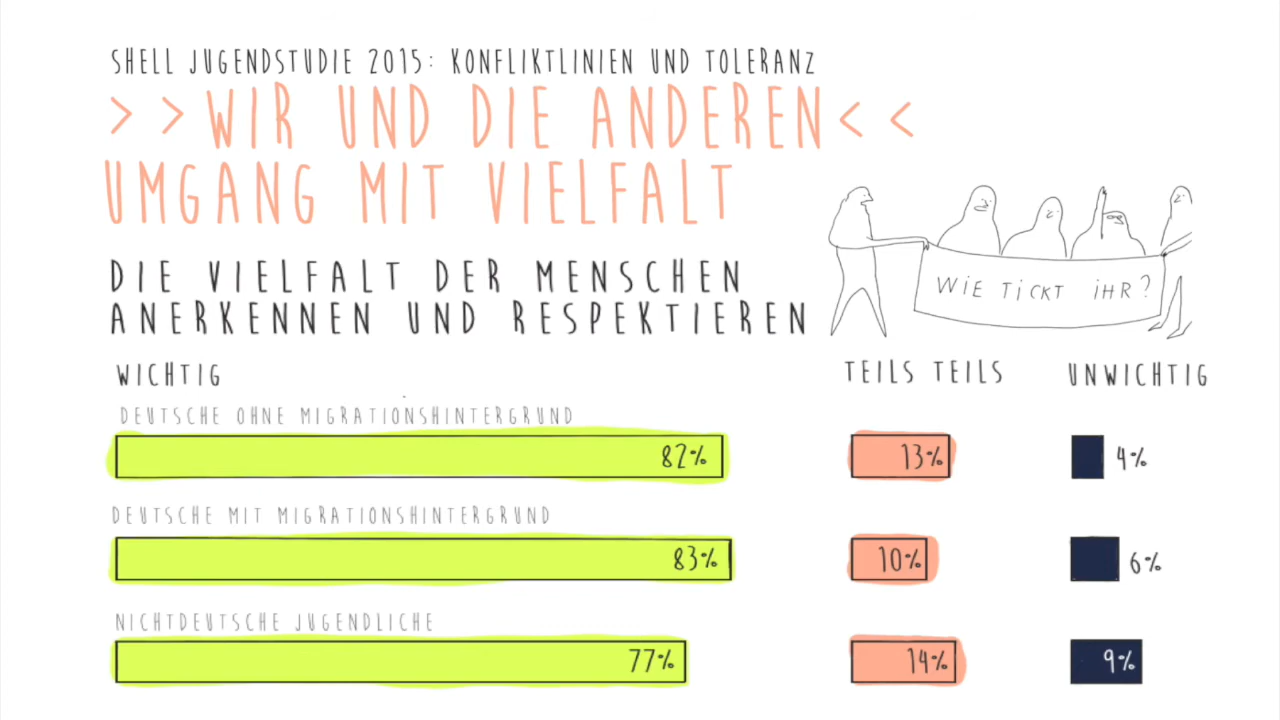 SHELL JUGENDSTUDIE 2015: KONFLIKTLINIEN UND TOLERANZ
>>WIR UND DIE ANDEREN<<
UMGANG MIT VIELFALT
DIE VIELFALT DER MENSCHEN
ANERKENNEN UND RESPEKTIEREN
WIE TICKT IHR?
WICHTIG TEILS TEILS UNWICHTIG
DEUTSCHE OHNE MIGRATIONSHINTERGRUND
82% 13% 4%
DEUTSCHE MIT MIGRATIONSHINTERGRUND
83% 10% 6%
NICHTDEUTSCHE JUGENDLICHE
77% 14% 9%